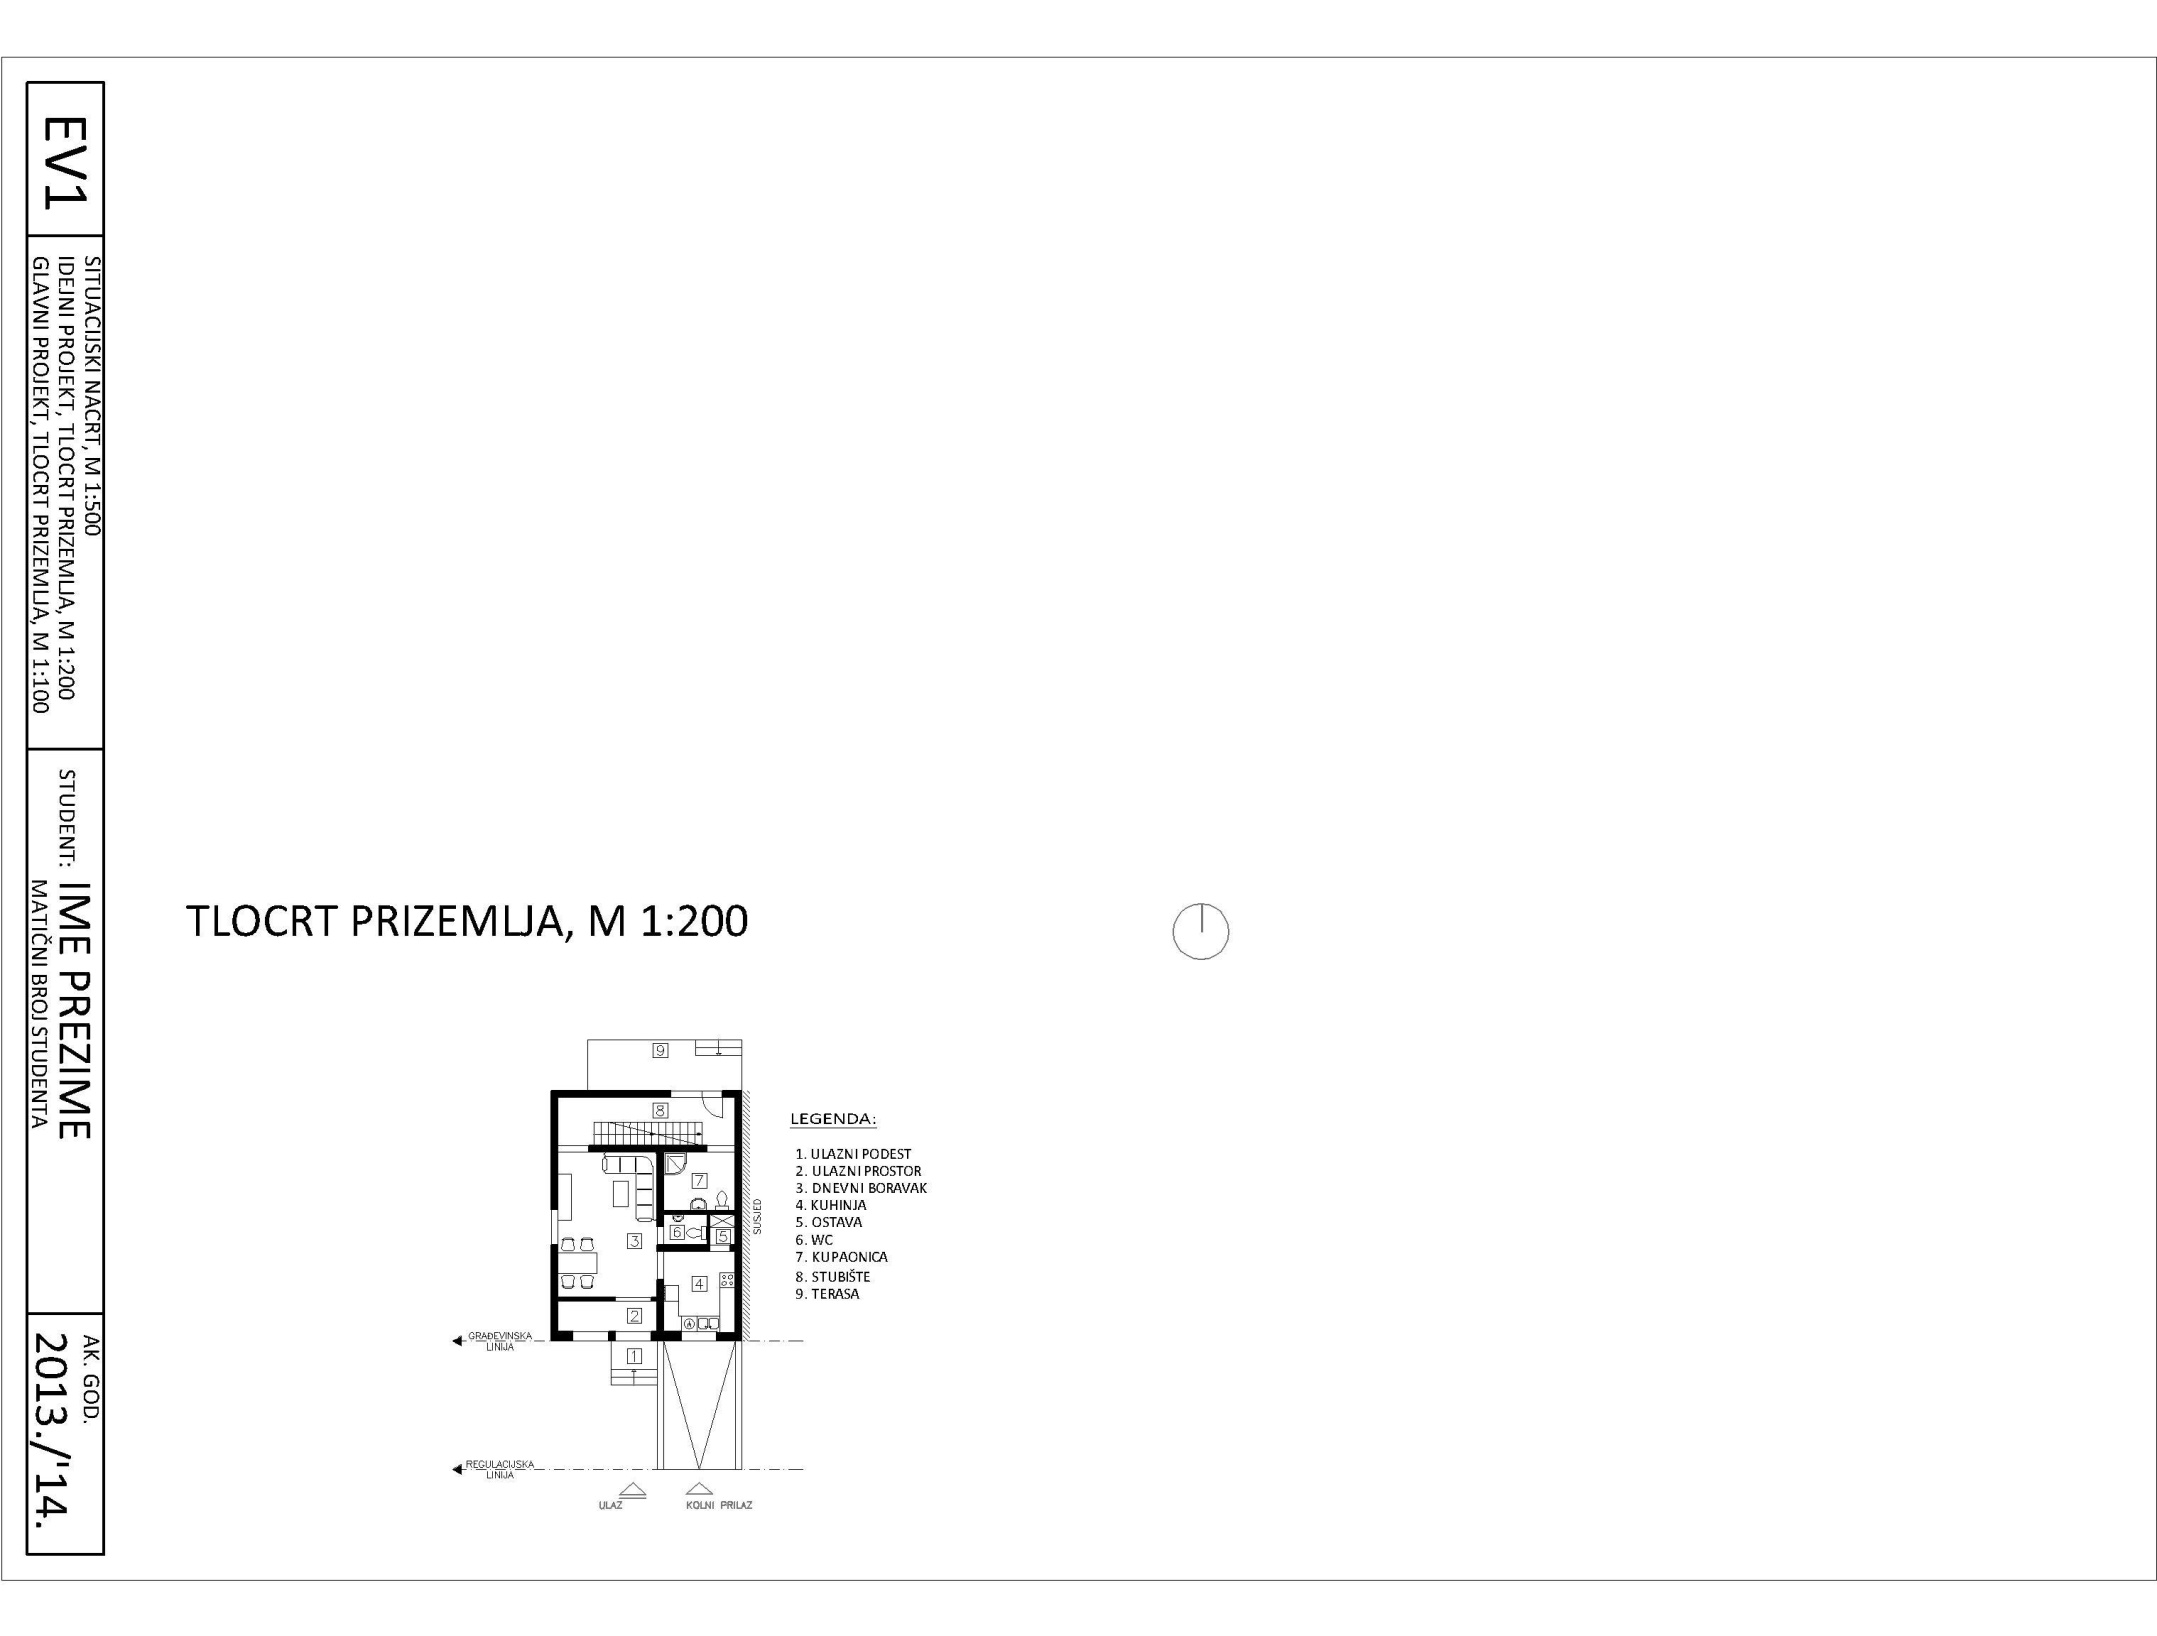 EV1
SITUACIJSKI NACRT, M 1:500
IDEJNI PROJEKT, TLOCRT PRIZEMLJA, M 1:200
GLAVNI PROJEKT, TLOCRT PRIZEMLJA, M 1:100
STUDENT: IME PREZIME
MATIČNI BROJ STUDENTA
AK. GOD.
2013./'14.
TLOCRT PRIZEMLJA, M 1:200
9
8
7
6
5
3
4
2
1
SUSJED
GRAĐEVINSKA
LINIJA
REGULACIJSKA
LINIJA
ULAZ
KOLNI PRILAZ
LEGENDA:
1. ULAZNI PODEST
2. ULAZNI PROSTOR
3. DNEVNI BORAVAK
4. KUHINJA
5. OSTAVA
6. WC
7. KUPAONICA
8. STUBIŠTE
9. TERASA